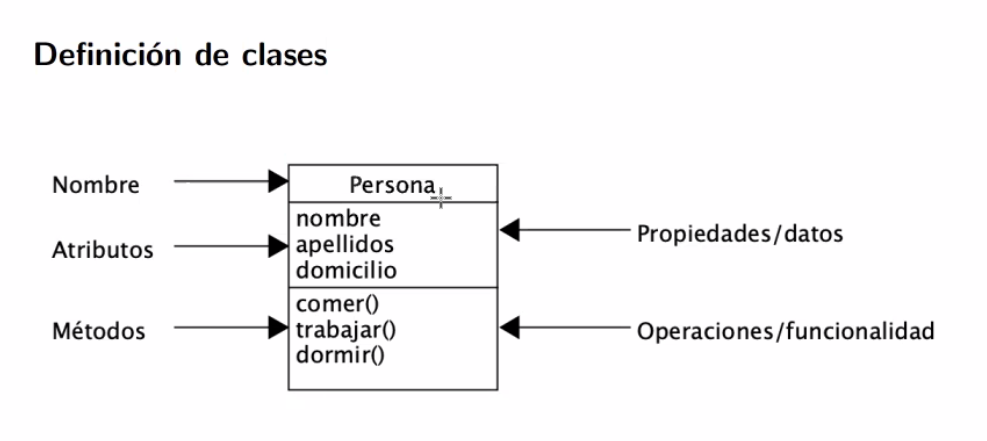 Definición de clases
Nombre
Persona
Atributos
nombre
apellidos
domicilio
Propiedades/datos
Métodos
comer()
trabajar()
dormir()
Operaciones/funcionalidad